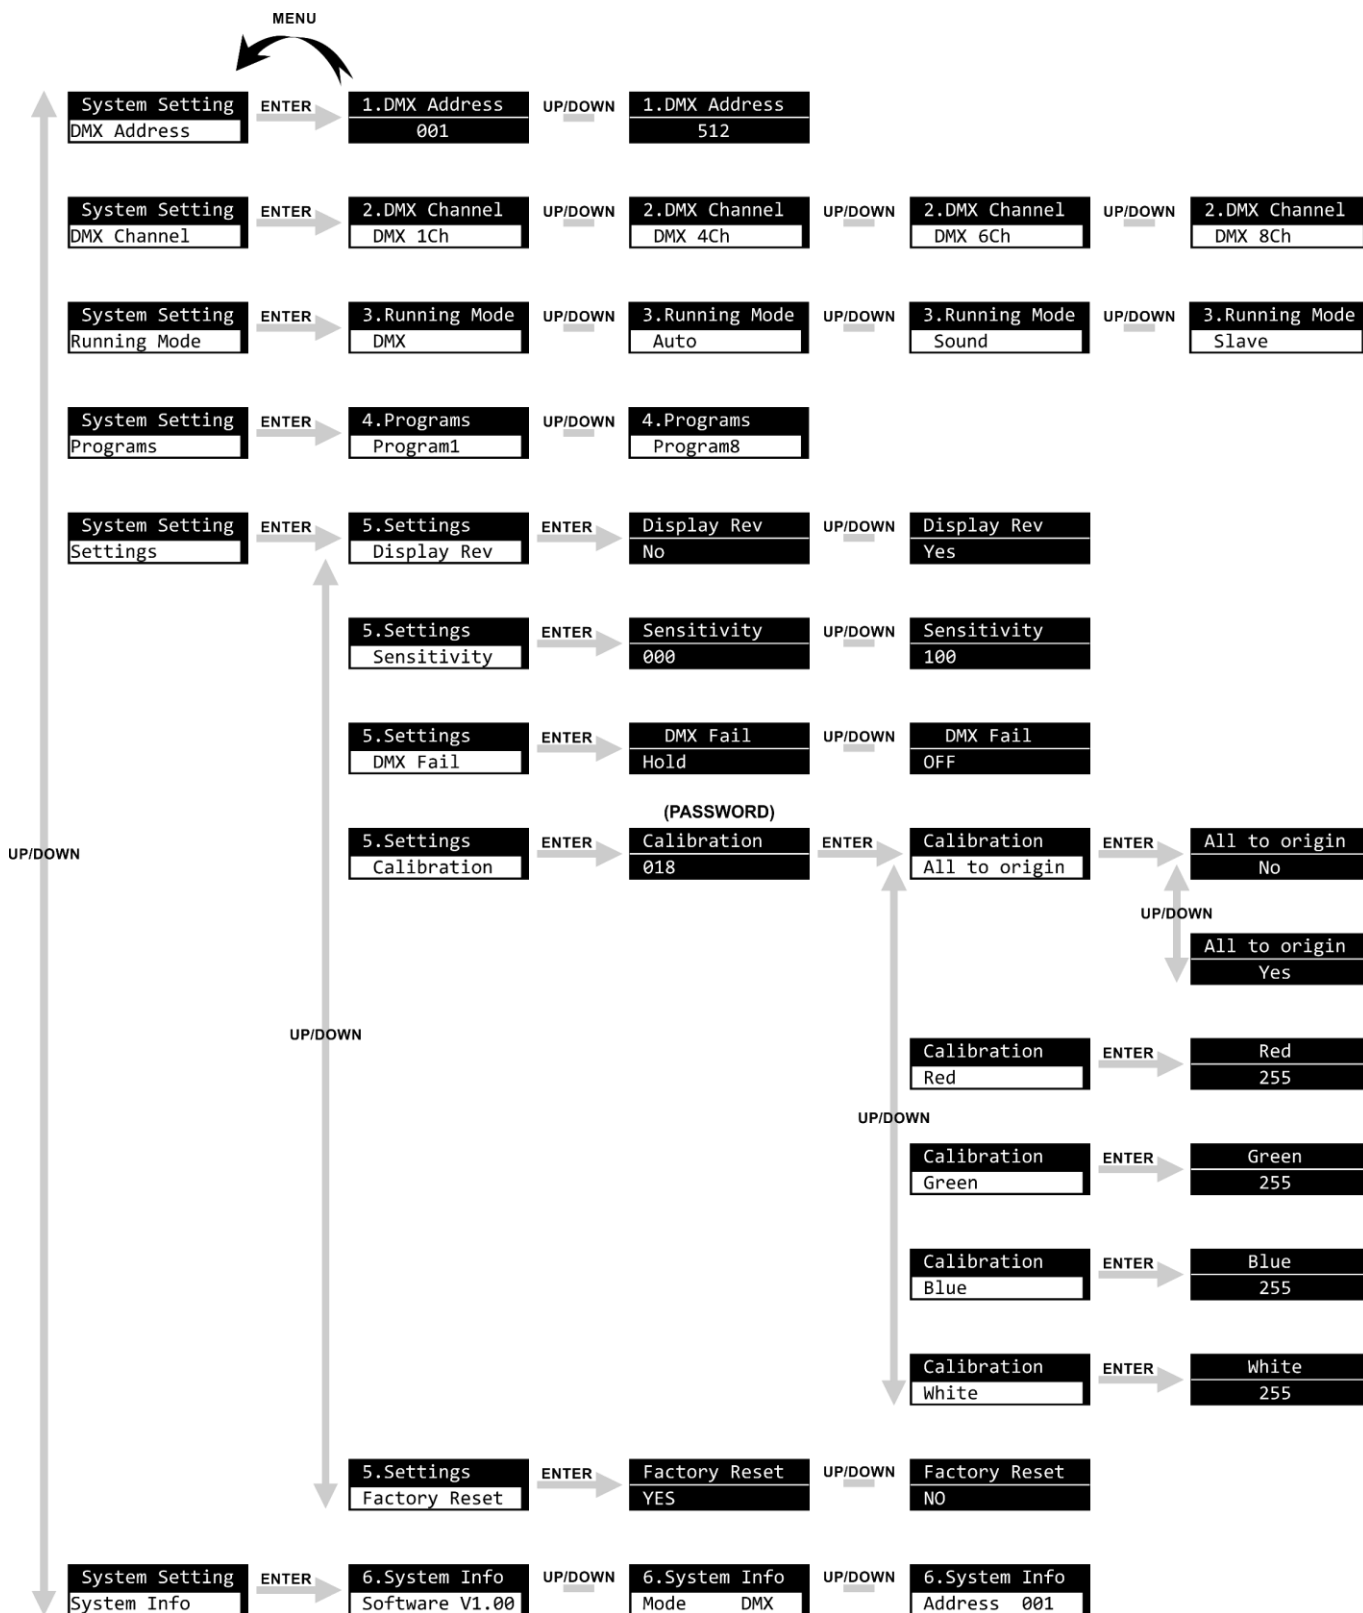 MENU
System Setting ENTER 1.DMX Address UP/DOWN 1.DMX Address
DMX Address 001 512
System Setting ENTER 2.DMX Channel UP/DOWN 2.DMX Channel UP/DOWN 2.DMX Channel UP/DOWN 2.DMX Channel
DMX Channel DMX 1Ch DMX 4Ch DMX 6Ch DMX 8Ch
System Setting ENTER 3.Running Mode UP/DOWN 3.Running Mode UP/DOWN 3.Running Mode UP/DOWN 3.Running Mode
Running Mode DMX Auto Sound Slave
System Setting ENTER 4.Programs UP/DOWN 4.Programs
Programs Program1 Program8
System Setting ENTER 5.Settings ENTER Display Rev UP/DOWN Display Rev
Settings Display Rev No Yes
5.Settings ENTER Sensitivity UP/DOWN Sensitivity
Sensitivity 000 100
5.Settings ENTER DMX Fail UP/DOWN DMX Fail
DMX Fail Hold OFF
(PASSWORD)
5.Settings ENTER Calibration ENTER Calibration ENTER All to origin
UP/DOWN
Calibration 018 All to origin No
UP/DOWN
All to origin
Yes
UP/DOWN
Calibration ENTER Red
Red 255
UP/DOWN
Calibration ENTER Green
Green 255
Calibration ENTER Blue
Blue 255
Calibration ENTER White
White 255
5.Settings ENTER Factory Reset UP/DOWN Factory Reset
Factory Reset YES NO
System Setting ENTER 6.System Info UP/DOWN 6.System Info UP/DOWN 6.System Info
System Info Software V1.00 Mode DMX Address 001